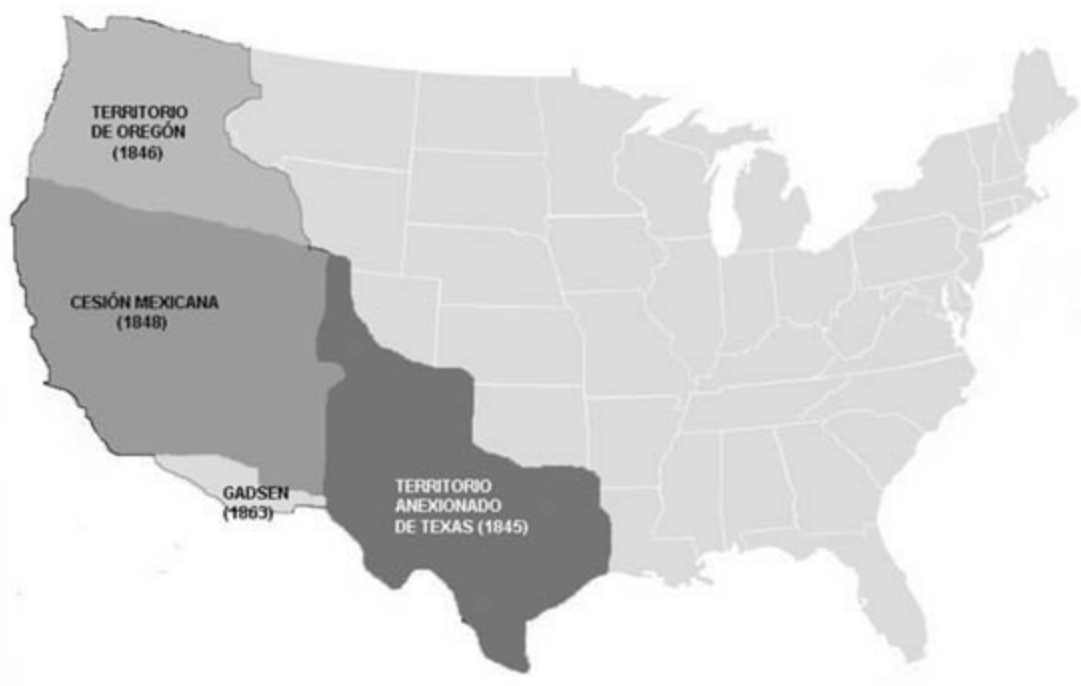 TERRITORIO
DE OREGÓN
(1846)
CESIÓN MEXICANA
(1848)
GADSEN
(1863)
TERRITORIO
ANEXIONADO
DE TEXAS (1845)